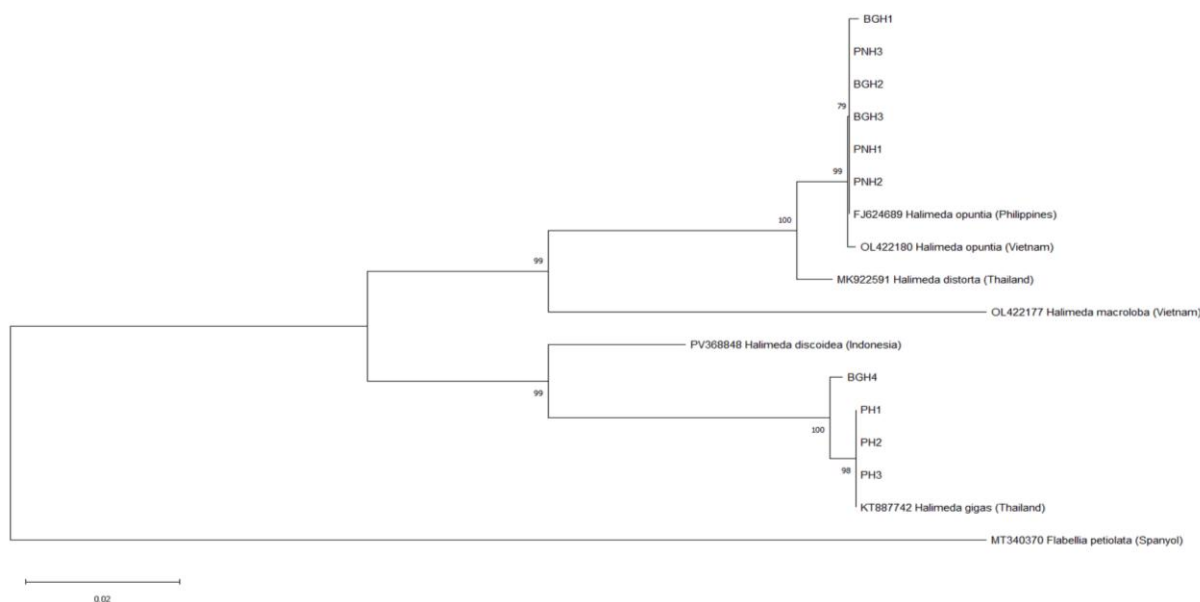 BGH1
PNH3
BGH2
79
BGH3
PNH1
99
PNH2
FJ624689 Halimeda opuntia (Philippines)
100
OL422180 Halimeda opuntia (Vietnam)
99
MK922591 Halimeda distorta (Thailand)
OL422177 Halimeda macroloba (Vietnam)
PV368848 Halimeda discoidea (Indonesia)
99
BGH4
PH1
100
PH2
98
PH3
KT887742 Halimeda gigas (Thailand)
MT340370 Flabellia petiolata (Spanyol)
0.02